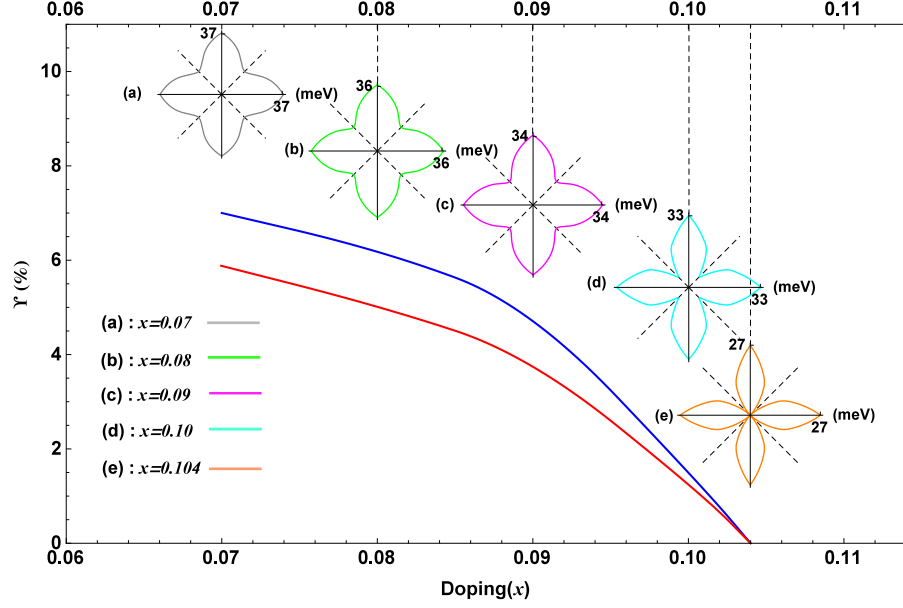 0.06 0.07 0.08 0.09 0.10 0.11
37
10
(a) 37 (meV)
36
(b) 36 (meV)
8
34
(c) 34 (meV)
33
6
ϒ (%)
(d) 33 (meV)
(a) : x=0.07
27
(b) : x=0.08
4
(c) : x=0.09
(e) 27 (meV)
(d) : x=0.10
2
(e) : x=0.104
0
0.06 0.07 0.08 0.09 0.10 0.11
Doping(x)